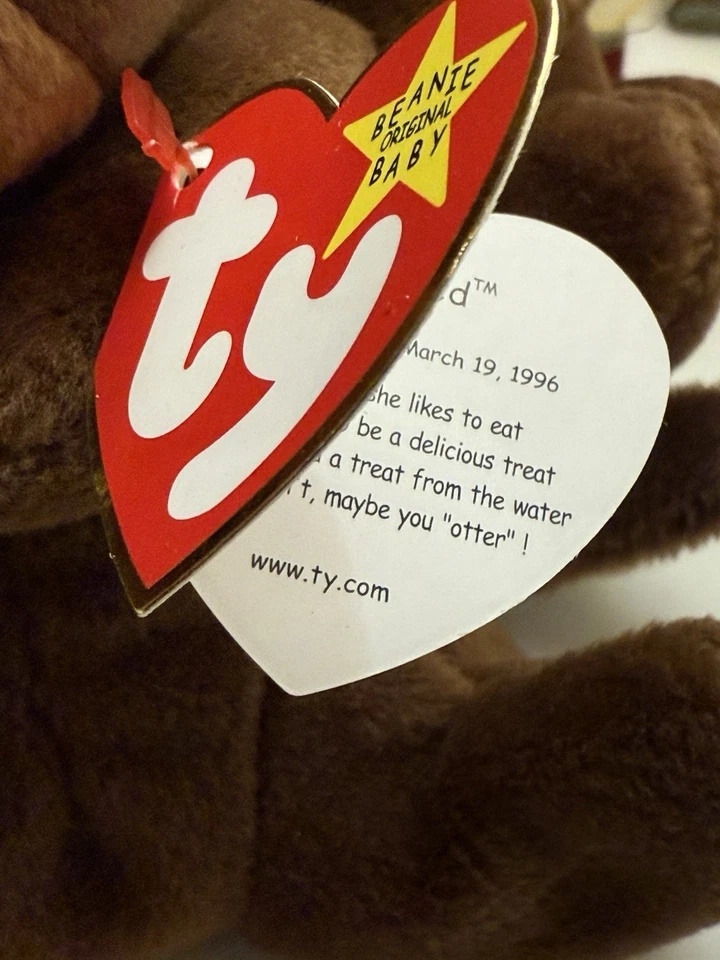 BEANIE
ORIGINAL
BABY
ty
d™
March 19, 1996
she likes to eat
be a delicious treat
a treat from the water
t, maybe you "otter" !
www.ty.com